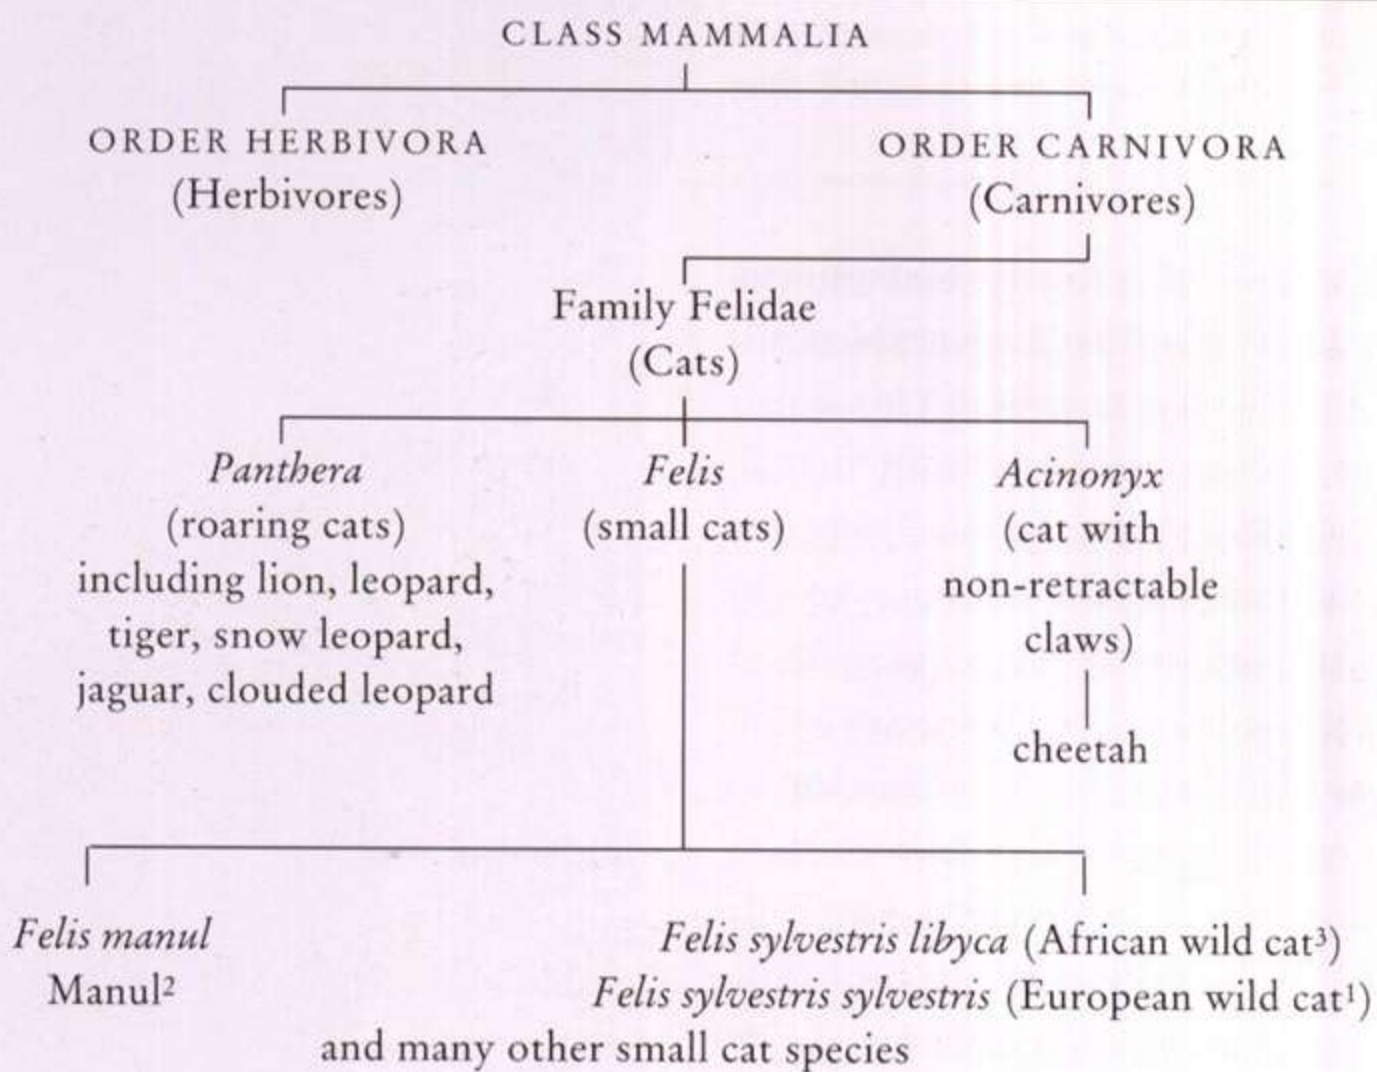 CLASS MAMMALIA
ORDER HERBIVORA
(Herbivores)
ORDER CARNIVORA
(Carnivores)
Family Felidae
(Cats)
Panthera
(roaring cats)
including lion, leopard,
tiger, snow leopard,
jaguar, clouded leopard
Felis
(small cats)
Acinonyx
(cat with
non-retractable
claws)
cheetah
Felis manul
Manul²
Felis sylvestris libyca (African wild cat³)
Felis sylvestris sylvestris (European wild cat¹)
and many other small cat species